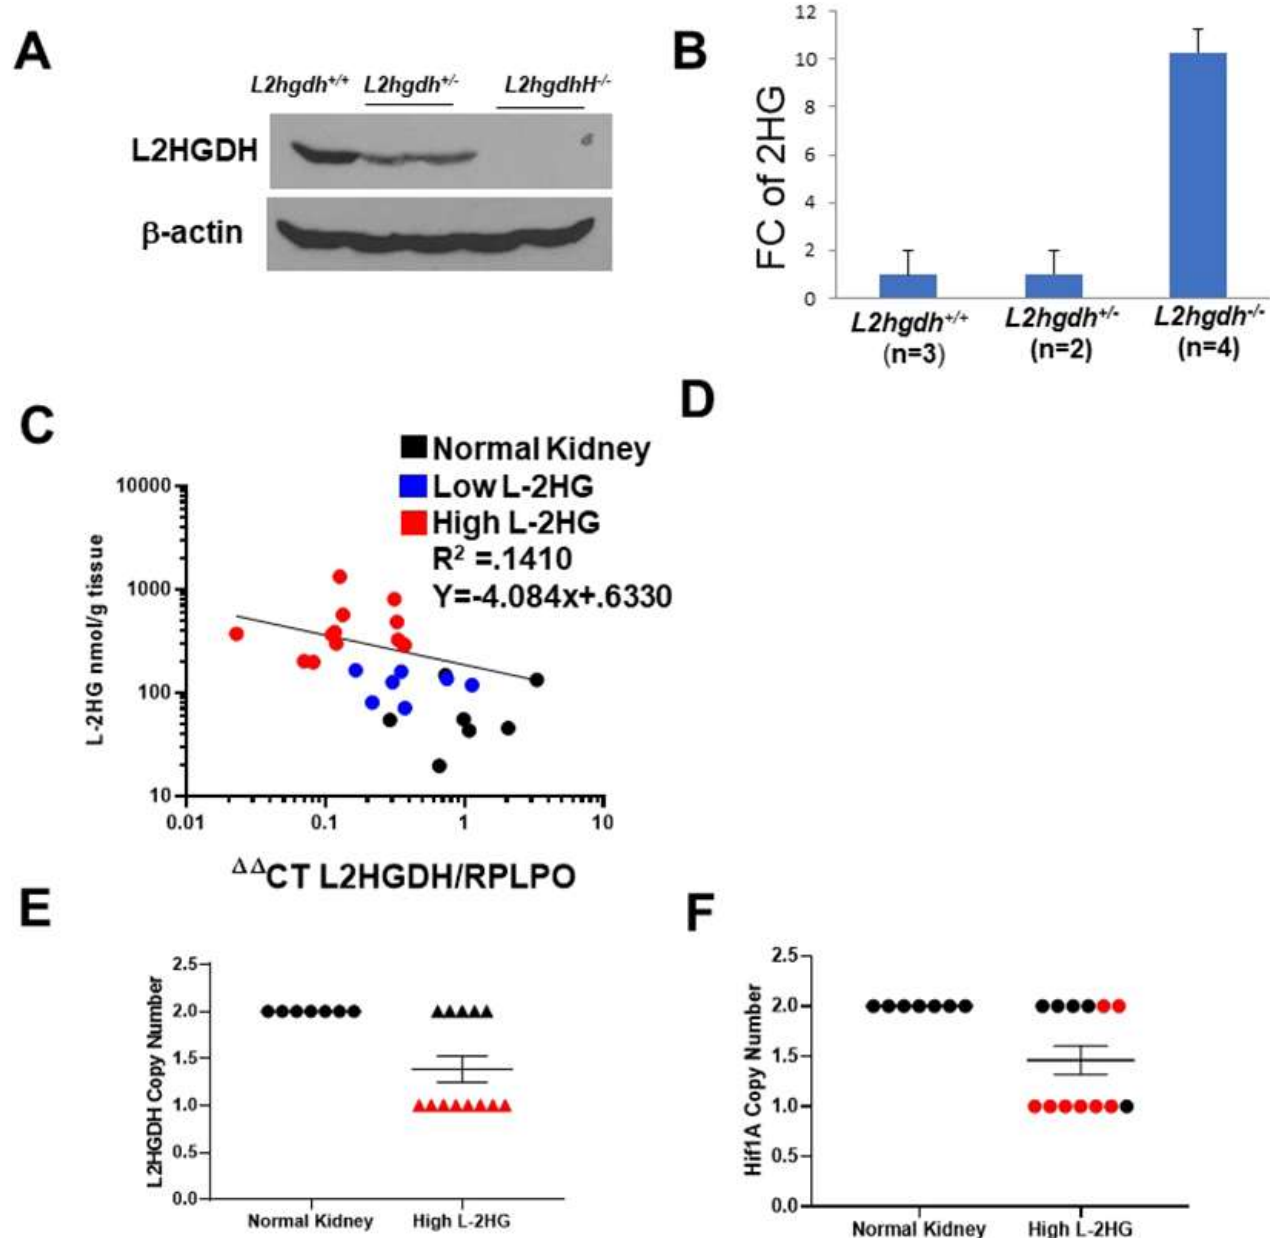 A
L2hgdh+/+ L2hgdh+/- L2hgdhH-/-
L2HGDH
β-actin
B
FC of 2HG
12
10
8
6
4
2
0
L2hgdh+/+ L2hgdh+/- L2hgdh-/-
(n=3) (n=2) (n=4)
C
Normal Kidney
Low L-2HG
High L-2HG
R² =.1410
Y=-4.084x+.6330
L-2HG nmol/g tissue
10000
1000
100
10
0.01 0.1 1 10
ΔΔCT L2HGDH/RPLPO
D
E
L2HGDH Copy Number
2.5
2.0
1.5
1.0
0.5
0.0
Normal Kidney High L-2HG
F
Hif1A Copy Number
2.5
2.0
1.5
1.0
0.5
0.0
Normal Kidney High L-2HG